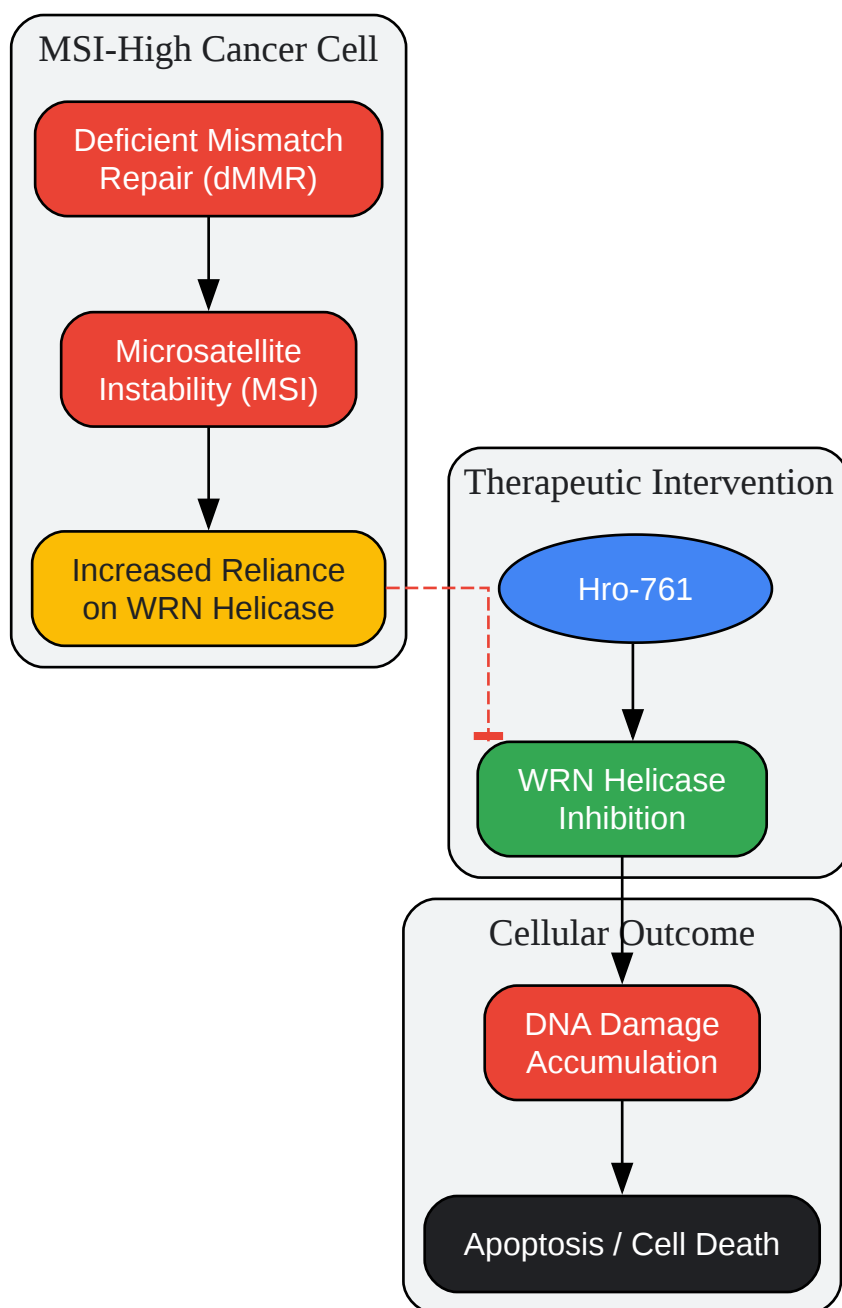 MSI-High Cancer Cell
Deficient Mismatch
Repair (dMMR)
Microsatellite
Instability (MSI)
Increased Reliance
on WRN Helicase
Therapeutic Intervention
Hro-761
WRN Helicase
Inhibition
Cellular Outcome
DNA Damage
Accumulation
Apoptosis / Cell Death